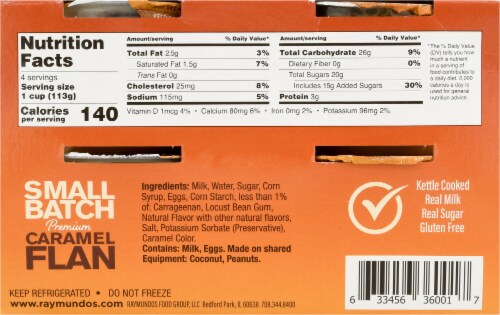 Nutrition
Facts
4 servings
Serving size
1 cup (113g)
Calories
per serving
140
Amount/serving % Daily Value*
Total Fat 2.5g 3%
Saturated Fat 1.5g 7%
Trans Fat 0g
Cholesterol 25mg 8%
Sodium 115mg 5%
Amount/serving % Daily Value*
Total Carbohydrate 26g 9%
Dietary Fiber 0g 0%
Total Sugars 20g
Includes 15g Added Sugars 30%
Protein 3g
Vitamin D 1mcg 4% • Calcium 80mg 6% • Iron 0mg 2% • Potassium 96mg 2%
*The % Daily Value
(DV) tells you how
much a nutrient
in a serving of
food contributes to
a daily diet. 2,000
calories a day is
used for general
nutrition advice.
SMALL
BATCH
Premium
CARAMEL
FLAN
Ingredients: Milk, Water, Sugar, Corn
Syrup, Eggs, Corn Starch, less than 1%
of: Carrageenan, Locust Bean Gum,
Natural Flavor with other natural flavors,
Salt, Potassium Sorbate (Preservative),
Caramel Color.
Contains: Milk, Eggs. Made on shared
Equipment: Coconut, Peanuts.
Kettle Cooked
Real Milk
Real Sugar
Gluten Free
KEEP REFRIGERATED • DO NOT FREEZE
www.raymundos.com
RAYMUNDOS FOOD GROUP, LLC Bedford Park, IL 60638 708.344.8400
6 33456 36001 7